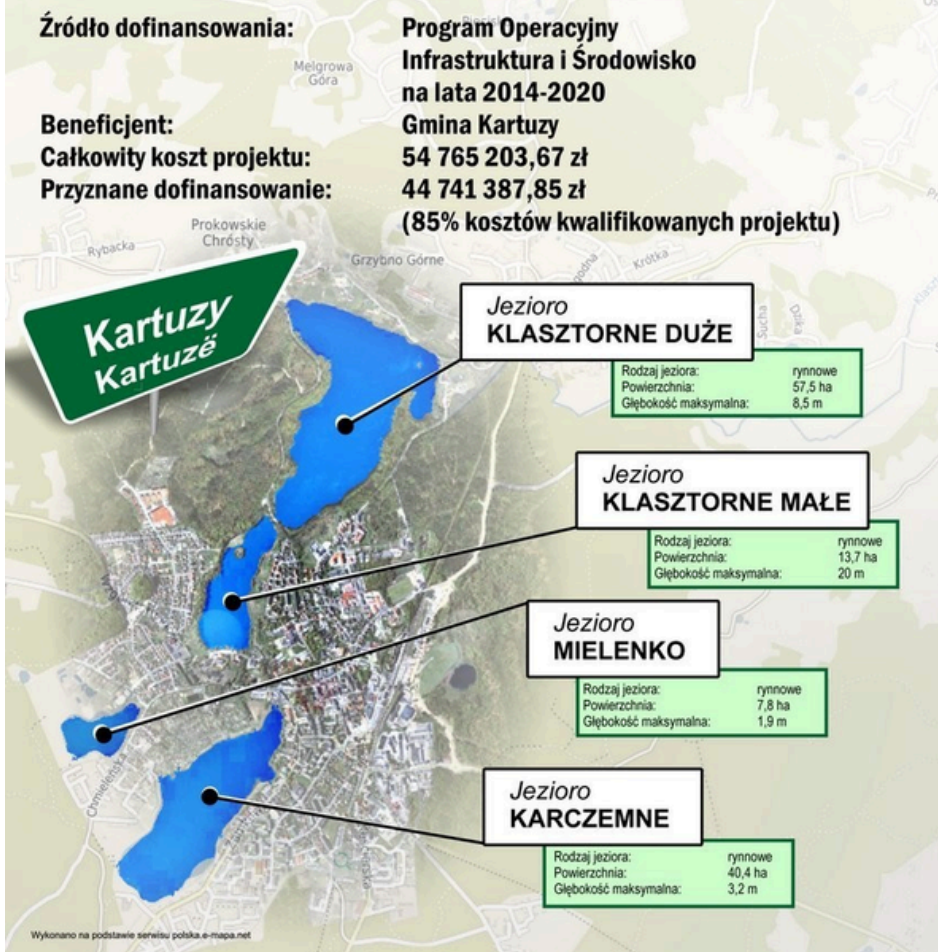 Źródło dofinansowania: Program Operacyjny
Infrastruktura i Środowisko
na lata 2014-2020
Beneficjent: Gmina Kartuzy
Całkowity koszt projektu: 54 765 203,67 zł
Przyznane dofinansowanie: 44 741 387,85 zł
(85% kosztów kwalifikowanych projektu)
Melgrowa
Góra
Prokowskie
Chrósty
Rybacka
Grzybno Górne
Krótka
Sucha
Dzika
Kartuzy
Kartuzë
Jezioro
KLASZTORNE DUŻE
Rodzaj jeziora: rynnowe
Powierzchnia: 57,5 ha
Głębokość maksymalna: 8,5 m
Jezioro
KLASZTORNE MAŁE
Rodzaj jeziora: rynnowe
Powierzchnia: 13,7 ha
Głębokość maksymalna: 20 m
Jezioro
MIELENKO
Rodzaj jeziora: rynnowe
Powierzchnia: 7,8 ha
Głębokość maksymalna: 1,9 m
Chmieleńska
Jezioro
KARCZEMNE
Rodzaj jeziora: rynnowe
Powierzchnia: 40,4 ha
Głębokość maksymalna: 3,2 m
Wykonano na podstawie serwisu polska.e-mapa.net